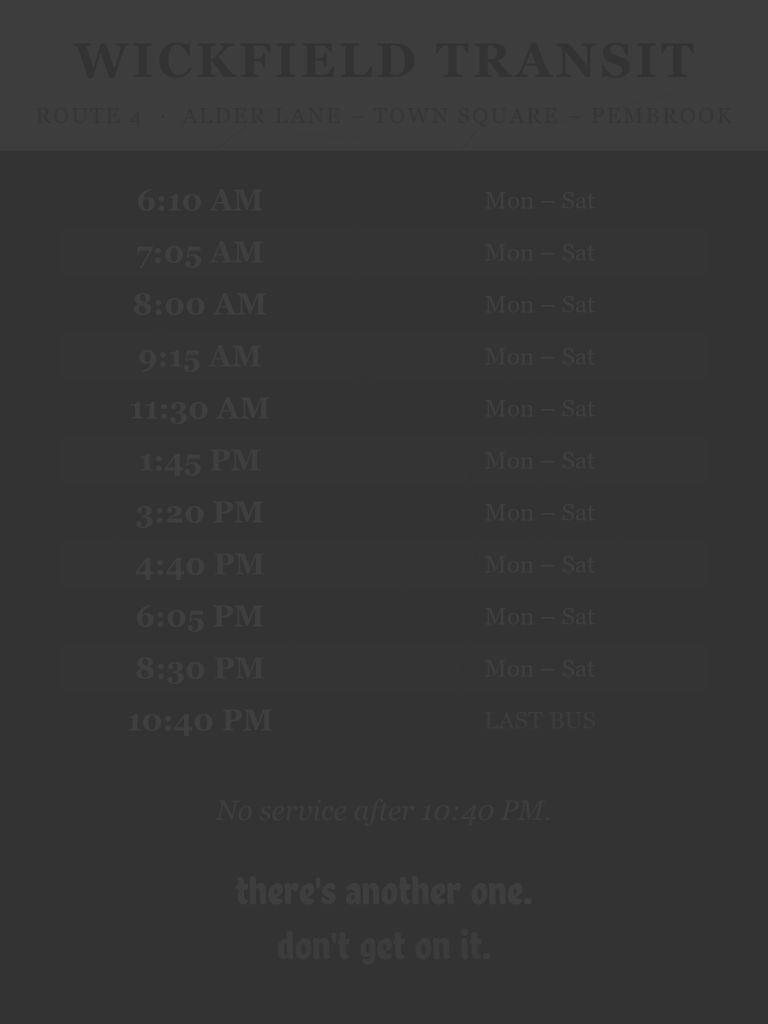 WICKFIELD TRANSIT
ROUTE 4 · ALDER LANE – TOWN SQUARE – PEMBROOK
6:10 AM Mon – Sat
7:05 AM Mon – Sat
8:00 AM Mon – Sat
9:15 AM Mon – Sat
11:30 AM Mon – Sat
1:45 PM Mon – Sat
3:20 PM Mon – Sat
4:40 PM Mon – Sat
6:05 PM Mon – Sat
8:30 PM Mon – Sat
10:40 PM LAST BUS
No service after 10:40 PM.
there's another one.
don't get on it.